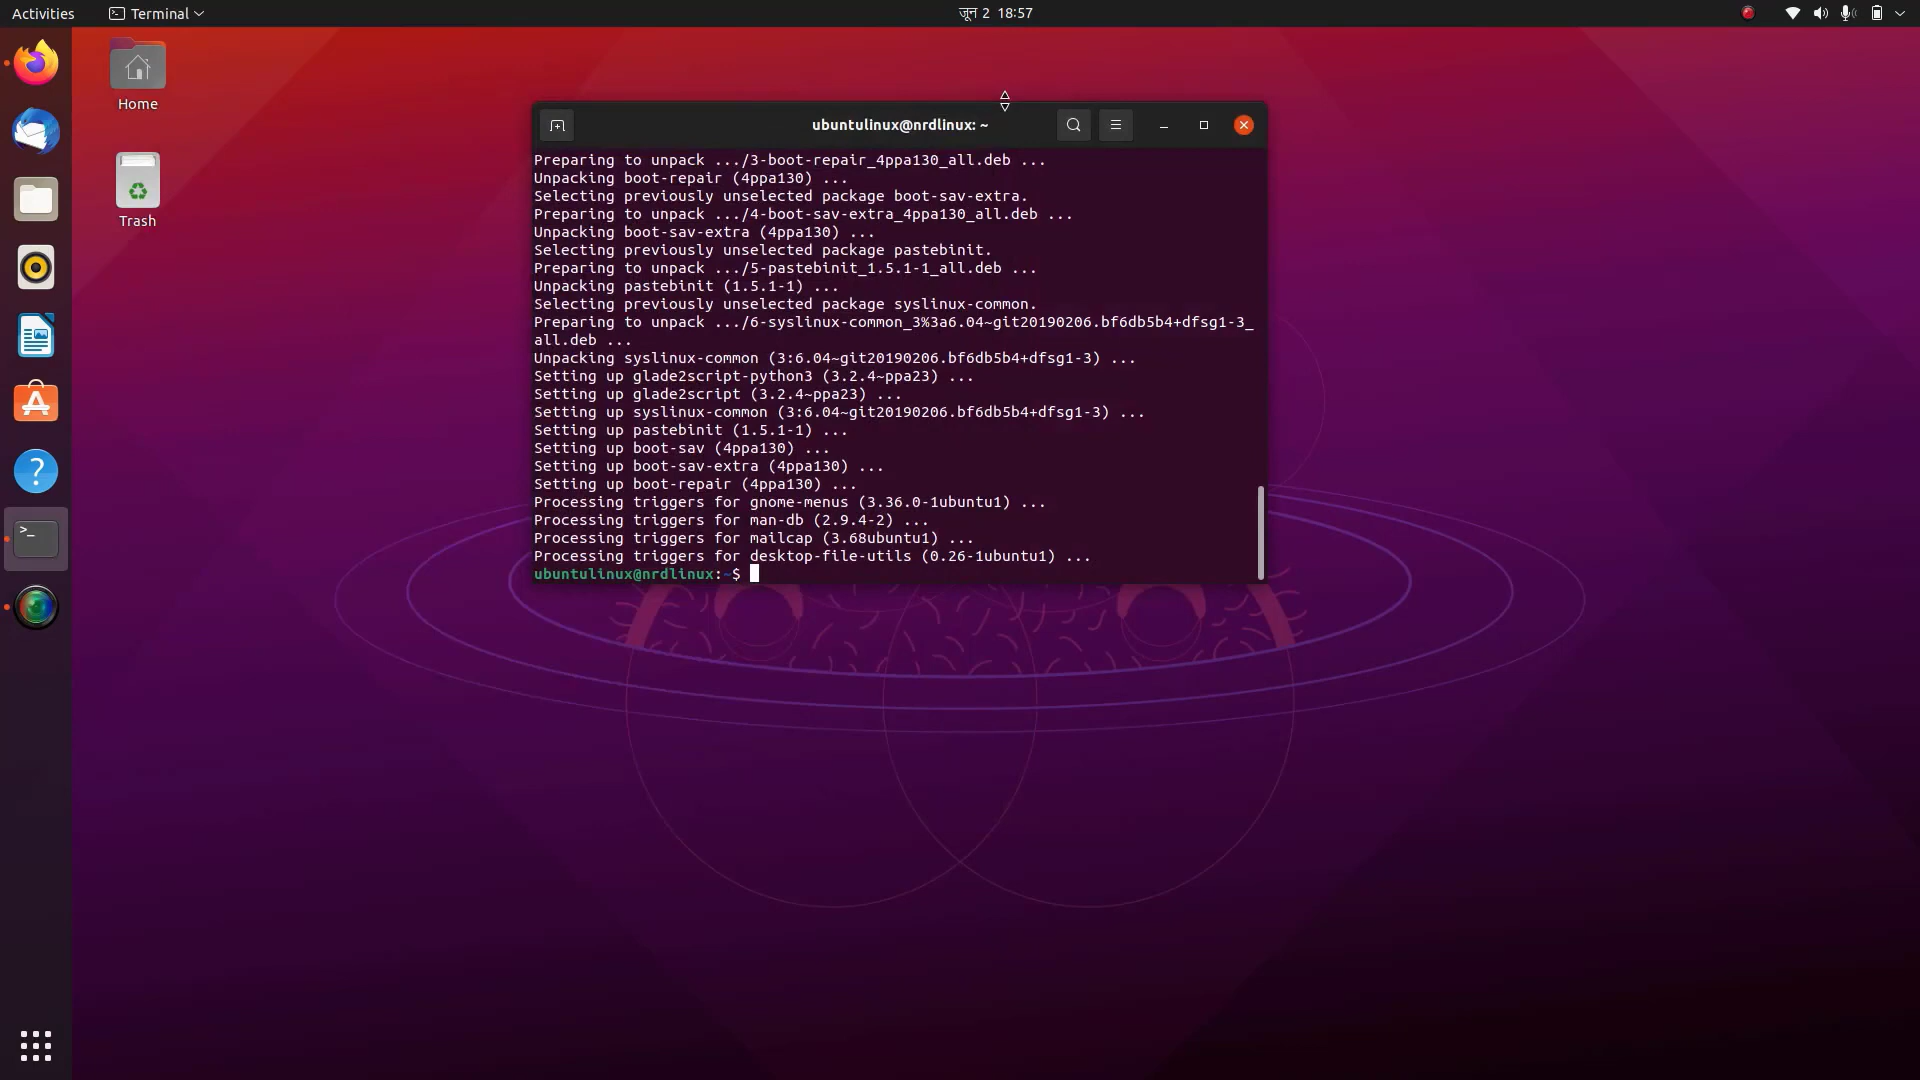 Activities
Terminal
जून 2 18:57
Home
Trash
ubuntulinux@nrdlinux: ~
Preparing to unpack .../3-boot-repair_4ppa130_all.deb ...
Unpacking boot-repair (4ppa130) ...
Selecting previously unselected package boot-sav-extra.
Preparing to unpack .../4-boot-sav-extra_4ppa130_all.deb ...
Unpacking boot-sav-extra (4ppa130) ...
Selecting previously unselected package pastebinit.
Preparing to unpack .../5-pastebinit_1.5.1-1_all.deb ...
Unpacking pastebinit (1.5.1-1) ...
Selecting previously unselected package syslinux-common.
Preparing to unpack .../6-syslinux-common_3%3a6.04~git20190206.bf6db5b4+dfsg1-3_
all.deb ...
Unpacking syslinux-common (3:6.04~git20190206.bf6db5b4+dfsg1-3) ...
Setting up glade2script-python3 (3.2.4~ppa23) ...
Setting up glade2script (3.2.4~ppa23) ...
Setting up syslinux-common (3:6.04~git20190206.bf6db5b4+dfsg1-3) ...
Setting up pastebinit (1.5.1-1) ...
Setting up boot-sav (4ppa130) ...
Setting up boot-sav-extra (4ppa130) ...
Setting up boot-repair (4ppa130) ...
Processing triggers for gnome-menus (3.36.0-1ubuntu1) ...
Processing triggers for man-db (2.9.4-2) ...
Processing triggers for mailcap (3.68ubuntu1) ...
Processing triggers for desktop-file-utils (0.26-1ubuntu1) ...
ubuntulinux@nrdlinux:~$